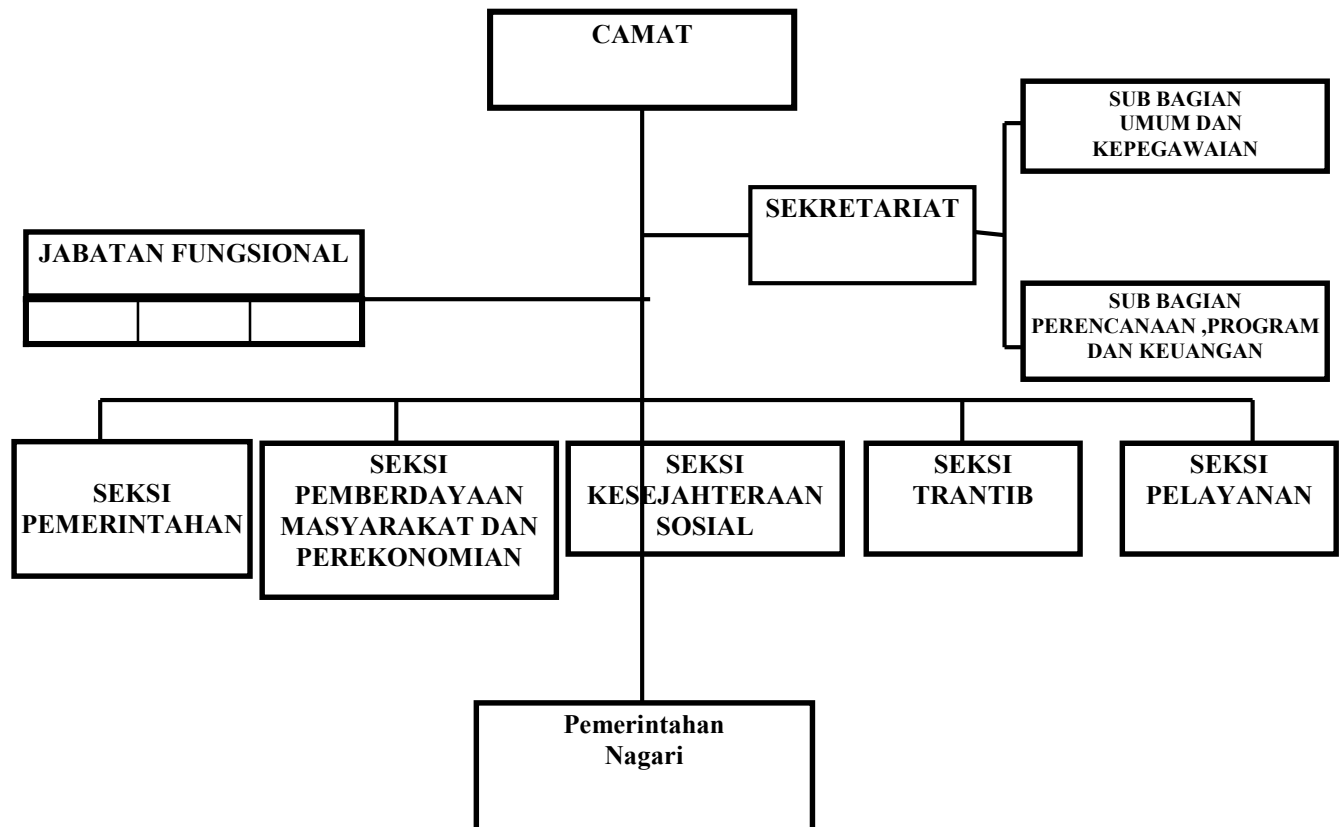 CAMAT
SUB BAGIAN
UMUM DAN
KEPEGAWAIAN
SEKRETARIAT
JABATAN FUNGSIONAL
SUB BAGIAN
PERENCANAAN ,PROGRAM
DAN KEUANGAN
SEKSI
PEMERINTAHAN
SEKSI
PEMBERDAYAAN
MASYARAKAT DAN
PEREKONOMIAN
SEKSI
KESEJAHTERAAN
SOSIAL
SEKSI
TRANTIB
SEKSI
PELAYANAN
Pemerintahan
Nagari